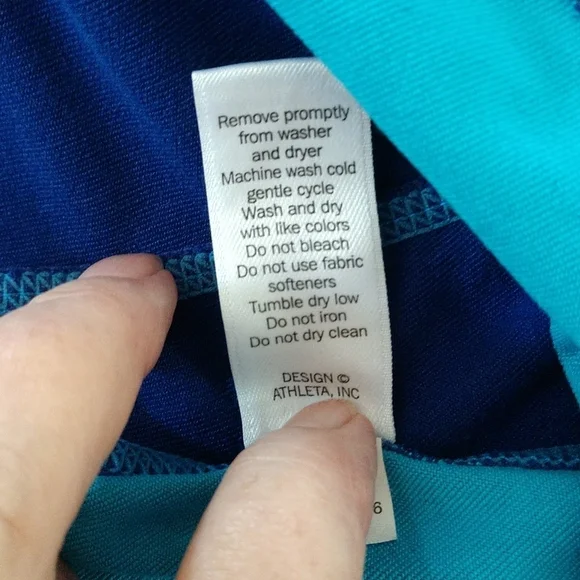 Remove promptly
from washer
and dryer
Machine wash cold
gentle cycle
Wash and dry
with like colors
Do not bleach
Do not use fabric
softeners
Tumble dry low
Do not iron
Do not dry clean
DESIGN ©
ATHLETA, INC
6